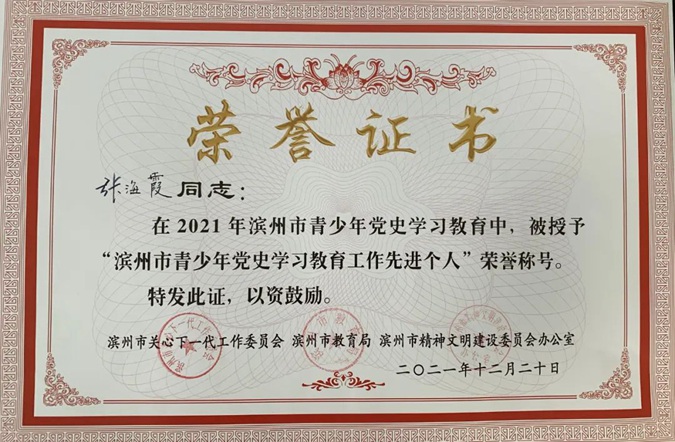 荣誉证书
张海霞同志：
在2021年滨州市青少年党史学习教育中，被授予
“滨州市青少年党史学习教育工作先进个人”荣誉称号。
特发此证，以资鼓励。
滨州市关心下一代工作委员会 滨州市教育局 滨州市精神文明建设委员会办公室
二〇二一年十二月二十日